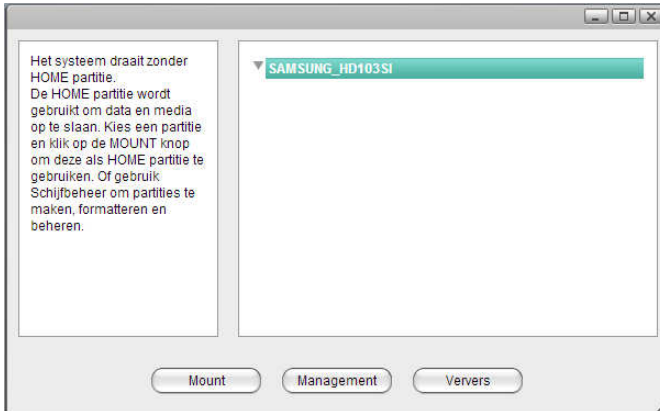 Het systeem draait zonder
HOME partitie.
De HOME partitie wordt
gebruikt om data en media
op te slaan. Kies een partitie
en klik op de MOUNT knop
om deze als HOME partitie te
gebruiken. Of gebruik
Schijfbeheer om partities te
maken, formatteren en
beheren.
SAMSUNG_HD103SI
Mount
Management
Ververs